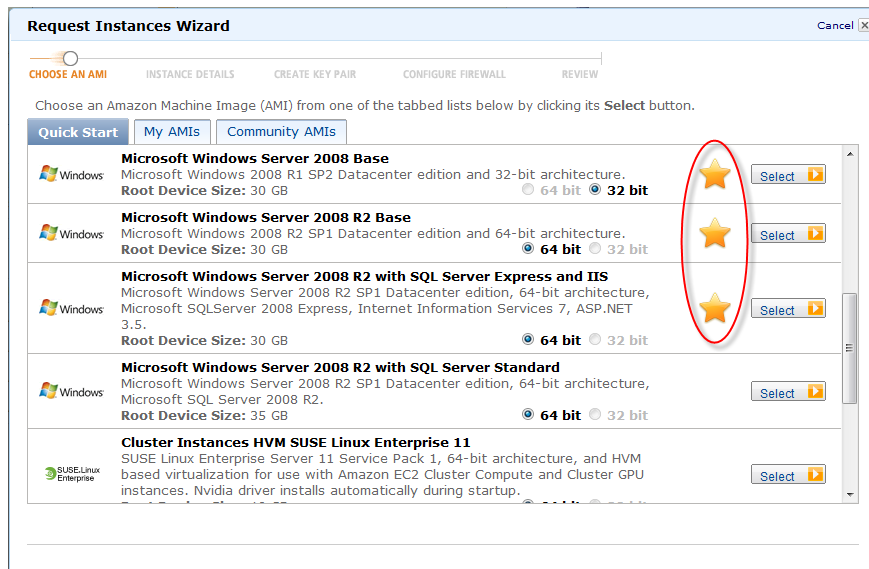 Request Instances Wizard
Cancel
CHOOSE AN AMI INSTANCE DETAILS CREATE KEY PAIR CONFIGURE FIREWALL REVIEW
Choose an Amazon Machine Image (AMI) from one of the tabbed lists below by clicking its Select button.
Quick Start My AMIs Community AMIs
Microsoft Windows Server 2008 Base
Windows
Microsoft Windows 2008 R1 SP2 Datacenter edition and 32-bit architecture.
Select
Root Device Size: 30 GB
64 bit 32 bit
Microsoft Windows Server 2008 R2 Base
Windows
Microsoft Windows 2008 R2 SP1 Datacenter edition and 64-bit architecture.
Select
Root Device Size: 30 GB
64 bit 32 bit
Microsoft Windows Server 2008 R2 with SQL Server Express and IIS
Microsoft Windows Server 2008 R2 SP1 Datacenter edition, 64-bit architecture,
Windows
Microsoft SQLServer 2008 Express, Internet Information Services 7, ASP.NET
Select
3.5.
Root Device Size: 30 GB
64 bit 32 bit
Microsoft Windows Server 2008 R2 with SQL Server Standard
Microsoft Windows Server 2008 R2 SP1 Datacenter edition, 64-bit architecture,
Windows
Microsoft SQL Server 2008 R2.
Select
Root Device Size: 35 GB
64 bit 32 bit
Cluster Instances HVM SUSE Linux Enterprise 11
SUSE Linux Enterprise Server 11 Service Pack 1, 64-bit architecture, and HVM
SUSE.Linux
Enterprise
based virtualization for use with Amazon EC2 Cluster Compute and Cluster GPU
Select
instances. Nvidia driver installs automatically during startup.